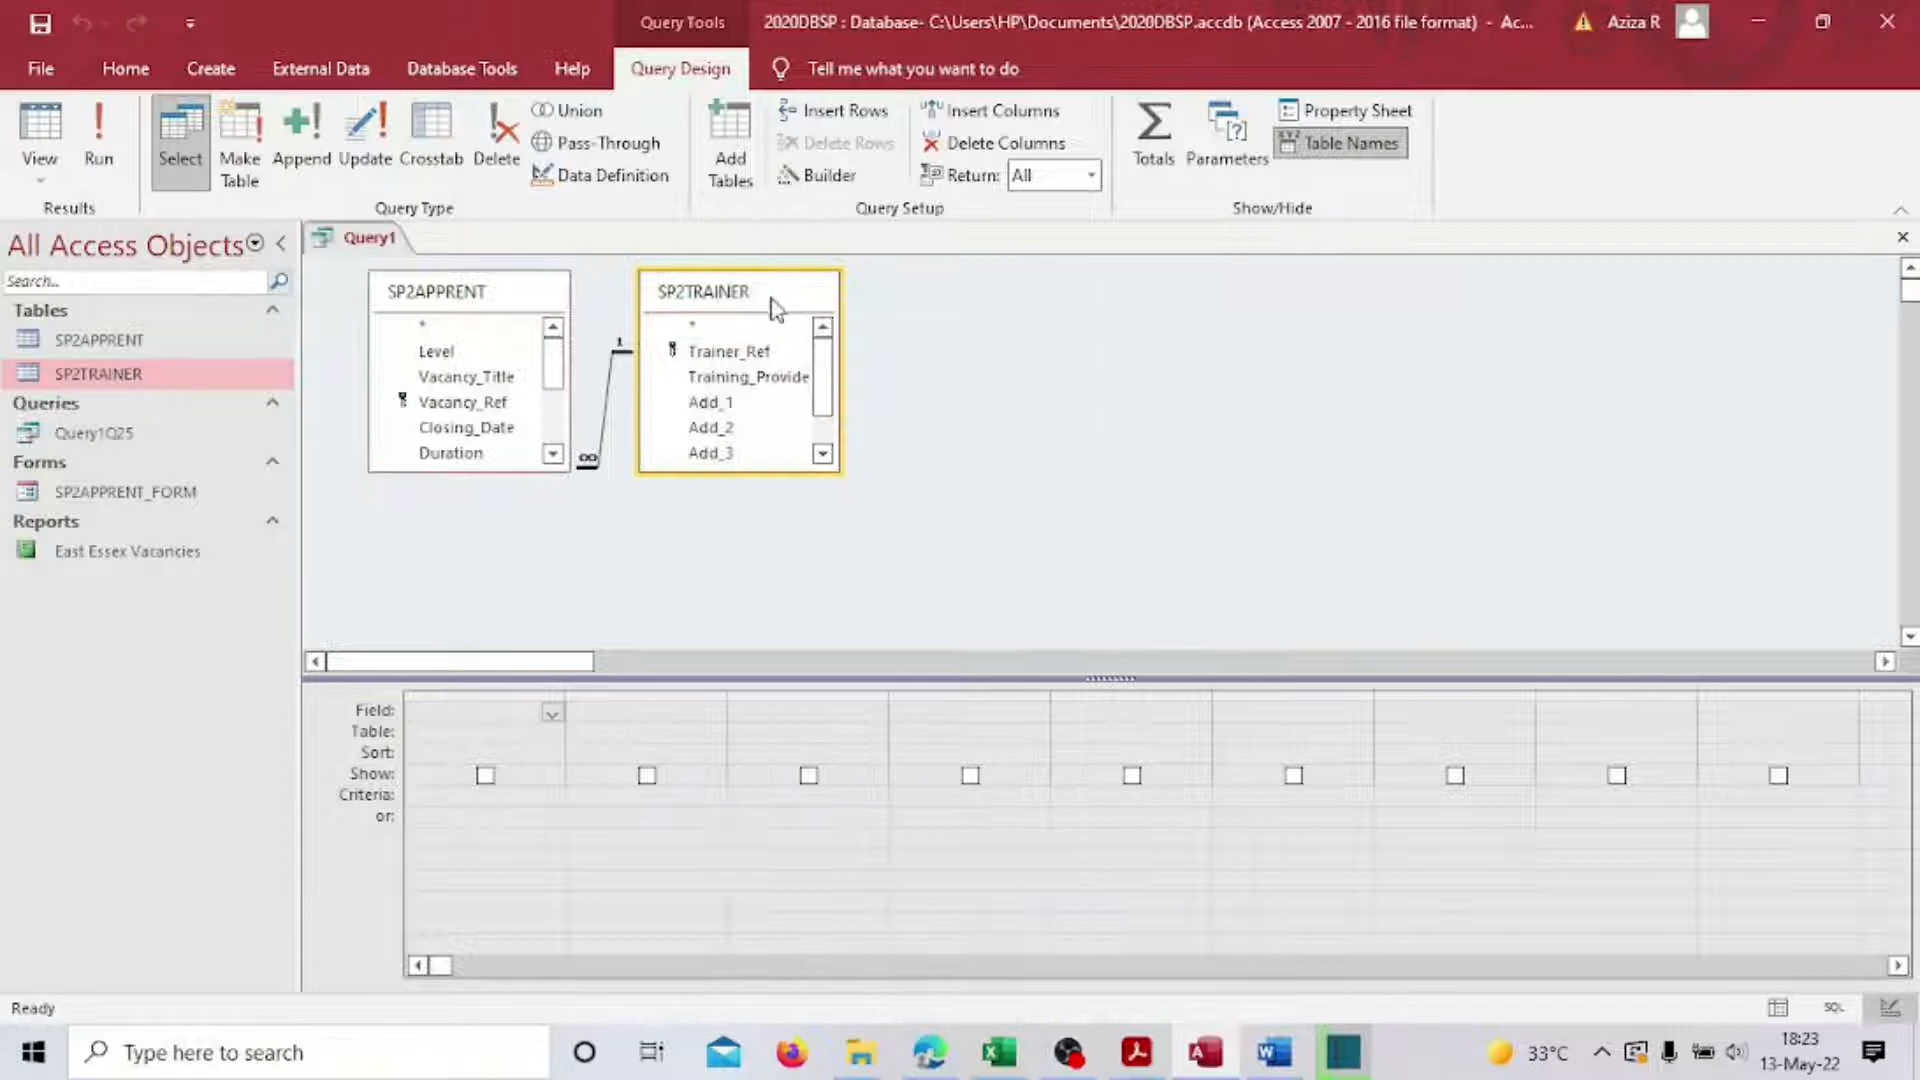 Query Tools
2020DBSP : Database- C:\Users\HP\Documents\2020DBSP.accdb (Access 2007 - 2016 file format) - Ac...
Aziza R
File
Home
Create
External Data
Database Tools
Help
Query Design
Tell me what you want to do
View
Run
Select
Make Table
Append
Update
Crosstab
Delete
Union
Pass-Through
Data Definition
Add Tables
Insert Rows
Delete Rows
Builder
Insert Columns
Delete Columns
Return: All
Totals
Parameters
Property Sheet
Table Names
Results
Query Type
Query Setup
Show/Hide
All Access Objects
Search...
Tables
SP2APPRENT
SP2TRAINER
Queries
Query1Q25
Forms
SP2APPRENT_FORM
Reports
East Essex Vacancies
Query1
SP2APPRENT
*
Level
Vacancy_Title
Vacancy_Ref
Closing_Date
Duration
1
∞
SP2TRAINER
*
Trainer_Ref
Training_Provide
Add_1
Add_2
Add_3
Field:
Table:
Sort:
Show:
Criteria:
or:
Ready
SQL
Type here to search
33°C
18:23
13-May-22